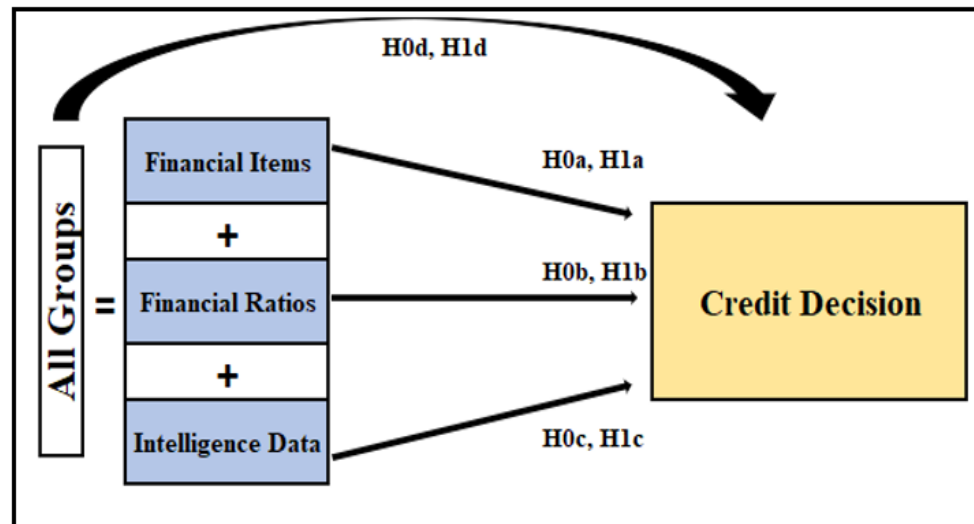 H0d, H1d
Financial Items
H0a, H1a
+
All Groups
=
Financial Ratios
H0b, H1b
Credit Decision
+
Intelligence Data
H0c, H1c